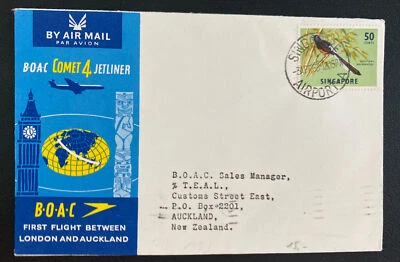 BY AIR MAIL
PAR AVION
B·O·A·C COMET 4 JETLINER
B·O·A·C
FIRST FLIGHT BETWEEN
LONDON AND AUCKLAND
50
CENTS
SINGAPORE
AIRPORT
B.O.A.C. Sales Manager,
% T.E.A.L.,
Customs Street East,
P.O. Box 2201,
AUCKLAND,
New Zealand.